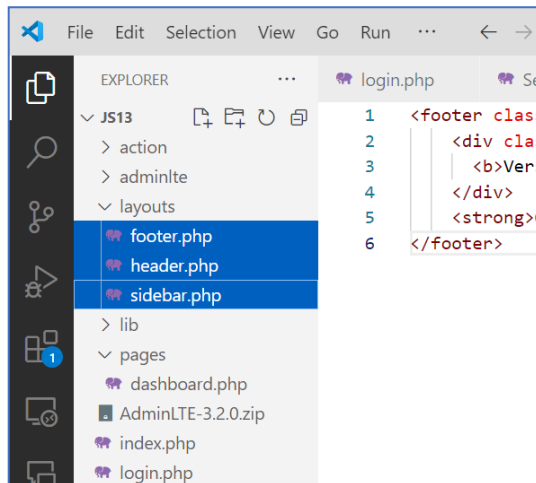 File Edit Selection View Go Run ...
EXPLORER ...
login.php
JS13
action
adminlte
layouts
footer.php
header.php
sidebar.php
lib
pages
dashboard.php
AdminLTE-3.2.0.zip
index.php
login.php
1
1 <footer clas
2 <div cla
3 <b>Ver
4 </div>
5 <strong>
6 </footer>